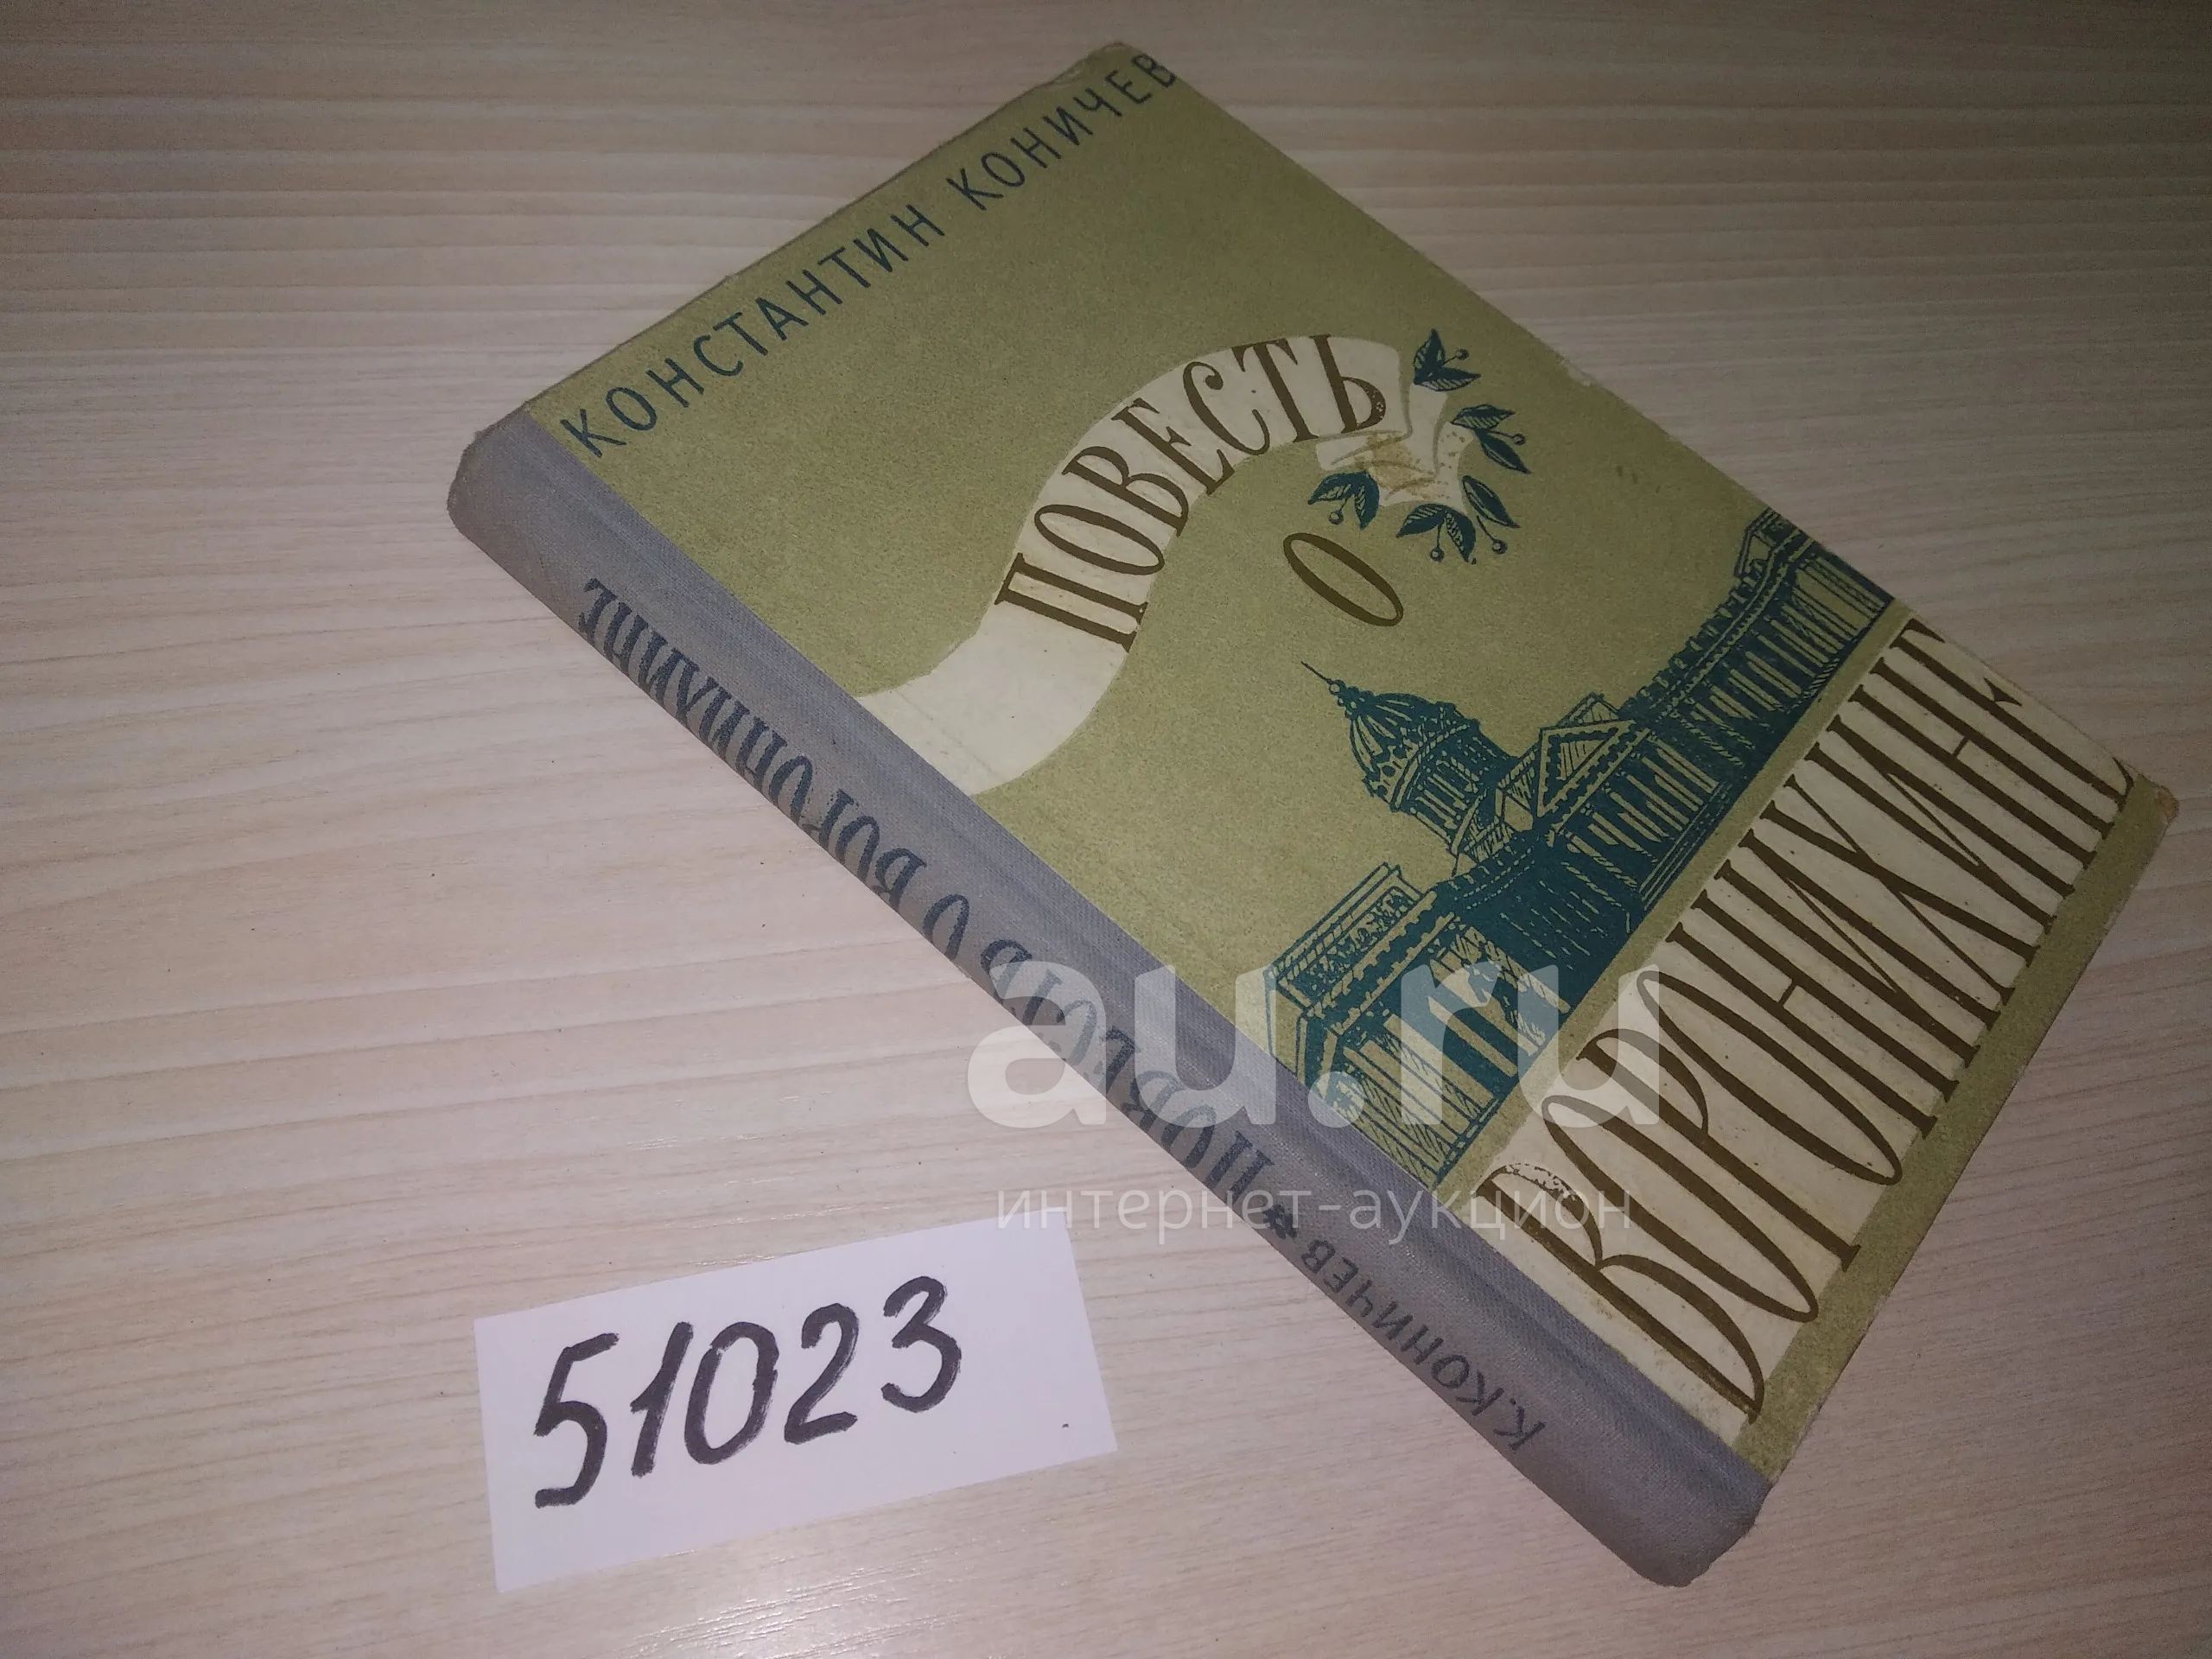 КОНСТАНТИН КОНИЧЕВ
ПОВЕСТЬ
О
ВОРОНИХИНЕ
К. КОНИЧЕВ * ПОВЕСТЬ О ВОРОНИХИНЕ
au.ru
интернет-аукцион
51023